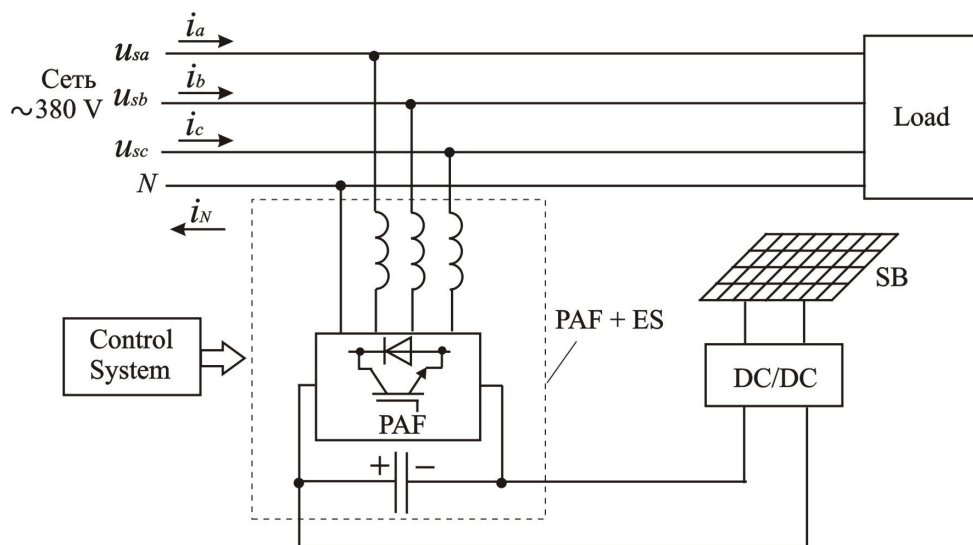 i_a
u_sa
Сеть
~380 V
i_b
u_sb
i_c
u_sc
N
i_N
Load
SB
PAF + ES
Control
System
DC/DC
PAF
+ −